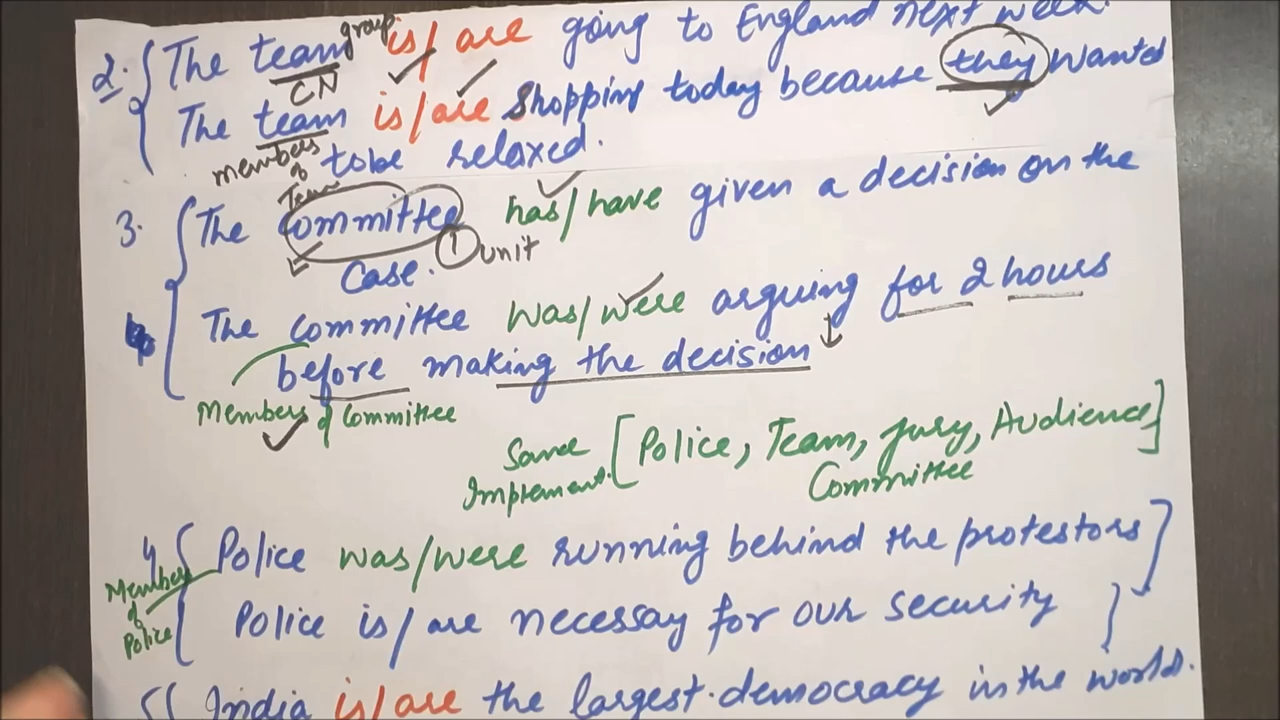 group
2. The team is/are going to England next week.
CN
The team is/are shopping today because they wanted
members of Team
tobe relaxed.
3. The Committee has/have given a decision on the
1 unit
Case.
The Committee was/were arguing for 2 hours
before making the decision
Members of Committee
Same Implement. [Police, Team, Jury, Audience]
Committee
4 Police was/were running behind the protestors
Members of Police
Police is/are necessay for our security
5 India is/are the largest democracy in the world.